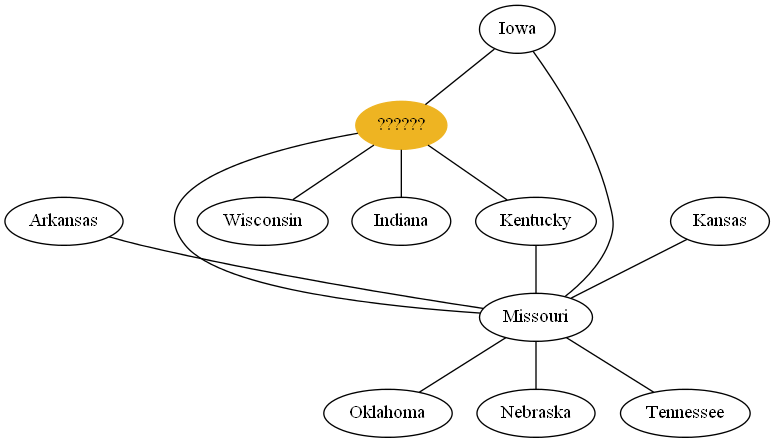 Iowa
??????
Arkansas
Wisconsin
Indiana
Kentucky
Kansas
Missouri
Oklahoma
Nebraska
Tennessee